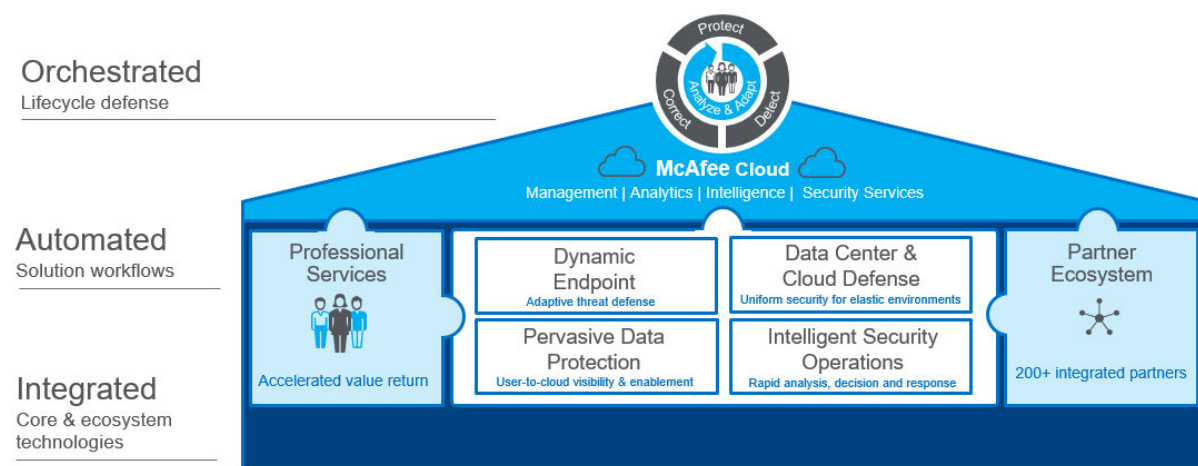 Orchestrated
Lifecycle defense
Protect
Detect
Correct
Analyze & Adapt
McAfee Cloud
Management | Analytics | Intelligence | Security Services
Automated
Solution workflows
Integrated
Core & ecosystem
technologies
Professional
Services
Accelerated value return
Dynamic
Endpoint
Adaptive threat defense
Data Center &
Cloud Defense
Uniform security for elastic environments
Pervasive Data
Protection
User-to-cloud visibility & enablement
Intelligent Security
Operations
Rapid analysis, decision and response
Partner
Ecosystem
200+ integrated partners